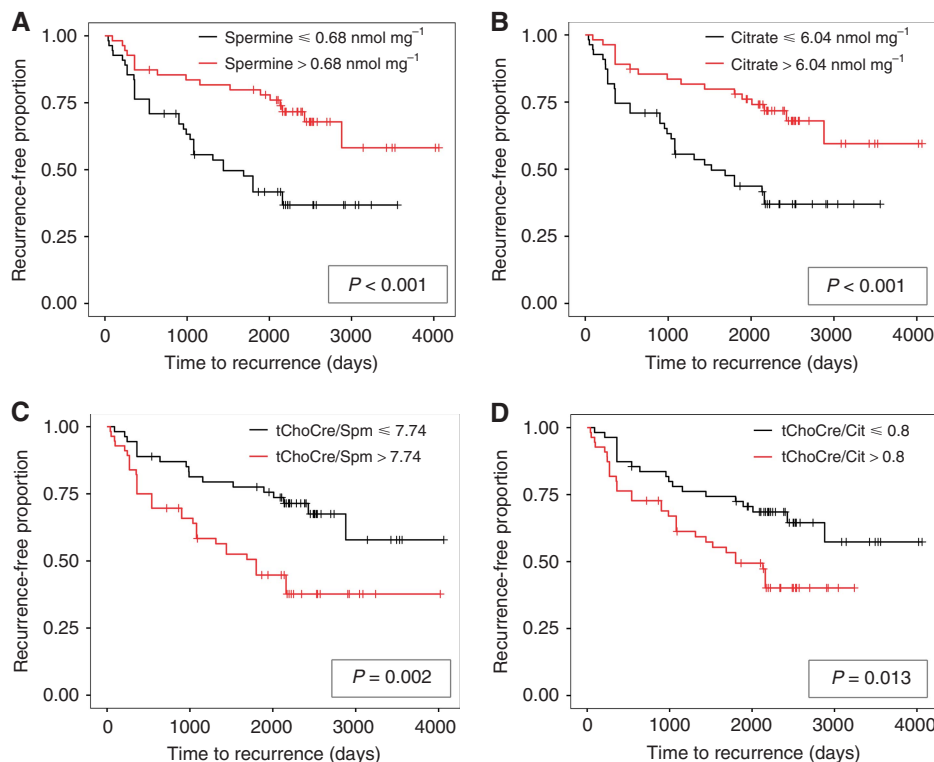 A
1.00
0.75
0.50
0.25
0.00
Recurrence-free proportion
Spermine ⩽ 0.68 nmol mg⁻¹
Spermine > 0.68 nmol mg⁻¹
P < 0.001
0 1000 2000 3000 4000
Time to recurrence (days)
B
1.00
0.75
0.50
0.25
0.00
Recurrence-free proportion
Citrate ⩽ 6.04 nmol mg⁻¹
Citrate > 6.04 nmol mg⁻¹
P < 0.001
0 1000 2000 3000 4000
Time to recurrence (days)
C
1.00
0.75
0.50
0.25
0.00
Recurrence-free proportion
tChoCre/Spm ⩽ 7.74
tChoCre/Spm > 7.74
P = 0.002
0 1000 2000 3000 4000
Time to recurrence (days)
D
1.00
0.75
0.50
0.25
0.00
Recurrence-free proportion
tChoCre/Cit ⩽ 0.8
tChoCre/Cit > 0.8
P = 0.013
0 1000 2000 3000 4000
Time to recurrence (days)